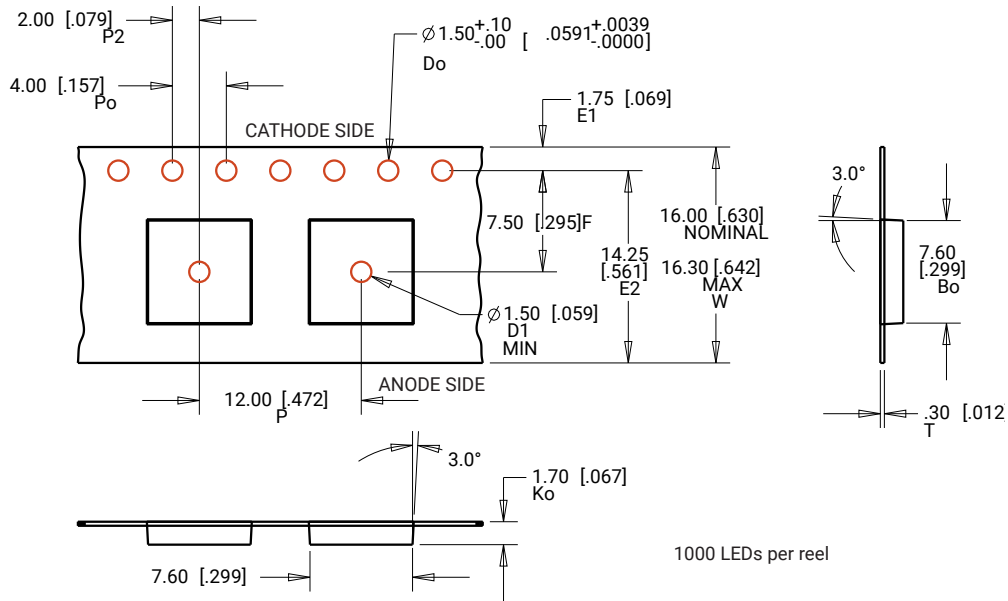 2.00 [.079]
P2
4.00 [.157]
Po
CATHODE SIDE
Ø1.50 +.10 -.00 [ .0591 +.0039 -.0000]
Do
1.75 [.069]
E1
7.50 [.295]F
14.25
[.561]
E2
16.00 [.630]
NOMINAL
16.30 [.642]
MAX
W
Ø1.50 [.059]
D1
MIN
ANODE SIDE
12.00 [.472]
P
3.0°
7.60
[.299]
Bo
.30 [.012]
T
3.0°
1.70 [.067]
Ko
7.60 [.299]
1000 LEDs per reel